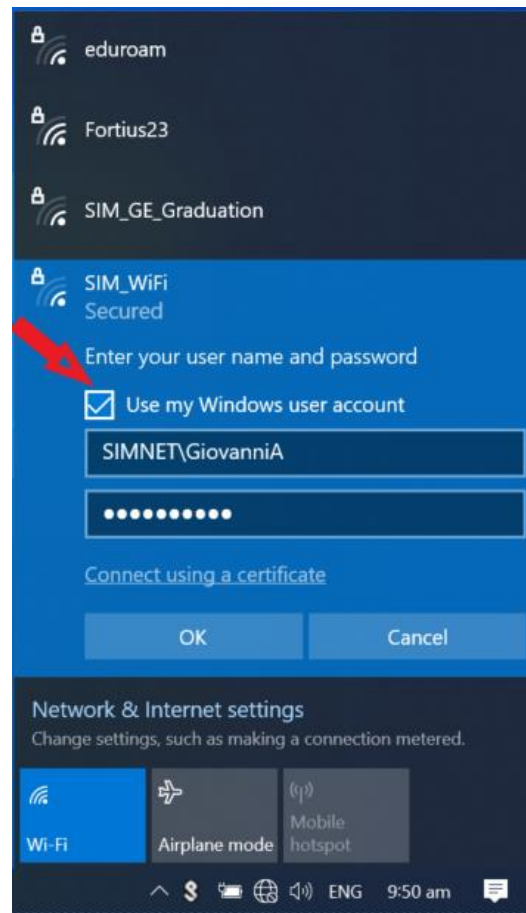 eduroam
Fortius23
SIM_GE_Graduation
SIM_WiFi
Secured
Enter your user name and password
Use my Windows user account
SIMNET\GiovanniA
●●●●●●●●●●
Connect using a certificate
OK Cancel
Network & Internet settings
Change settings, such as making a connection metered.
Wi-Fi
Airplane mode
Mobile
hotspot
ENG 9:50 am